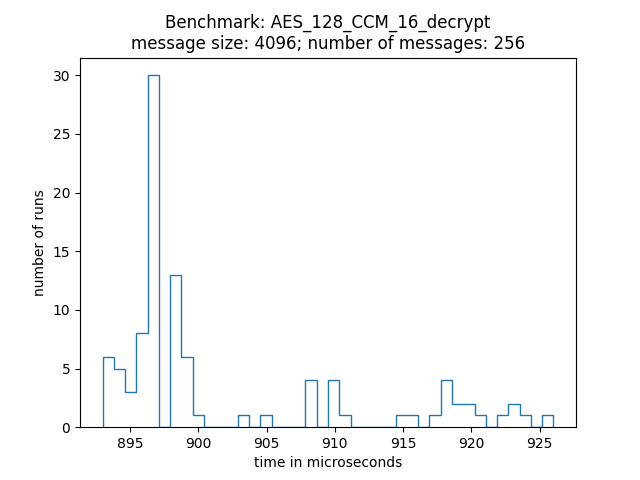 Benchmark: AES_128_CCM_16_decrypt
message size: 4096; number of messages: 256
number of runs
30
25
20
15
10
5
0
895 900 905 910 915 920 925
time in microseconds